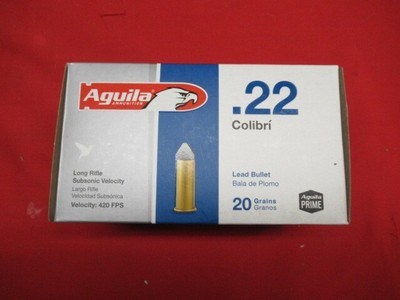 Aguila
AMMUNITION
.22
Colibrí
Long Rifle
Subsonic Velocity
Largo Rifle
Velocidad Subsónica
Velocity: 420 FPS
Lead Bullet
Bala de Plomo
20 Grains
Granos
Aguila
PRIME